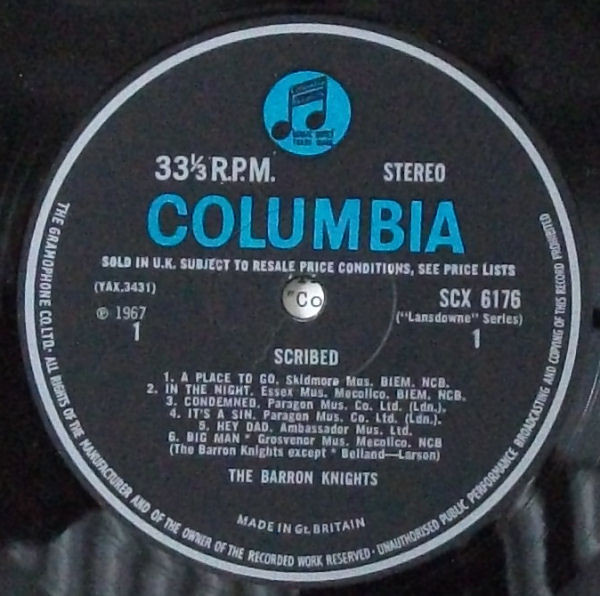 33⅓ R.P.M. STEREO
COLUMBIA
SOLD IN U.K. SUBJECT TO RESALE PRICE CONDITIONS, SEE PRICE LISTS
(YAX.3431)
"Co
SCX 6176
℗ 1967
("Lansdowne" Series)
1
1
SCRIBED
1. A PLACE TO GO, Skidmore Mus. BIEM. NCB.
2. IN THE NIGHT, Essex Mus. Mecolico. BIEM. NCB.
3. CONDEMNED, Paragon Mus. Co. Ltd. (Ldn.).
4. IT'S A SIN, Paragon Mus. Co. Ltd. (Ldn.).
5. HEY DAD, Ambassador Mus. Ltd.
6. BIG MAN * Grosvenor Mus. Mecolico. NCB
(The Barron Knights except * Belland—Larson)
THE BARRON KNIGHTS
MADE IN Gt. BRITAIN
THE GRAMOPHONE CO. LTD. · ALL RIGHTS OF THE MANUFACTURER AND OF THE OWNER OF THE RECORDED WORK RESERVED · UNAUTHORISED PUBLIC PERFORMANCE BROADCASTING AND COPYING OF THIS RECORD PROHIBITED